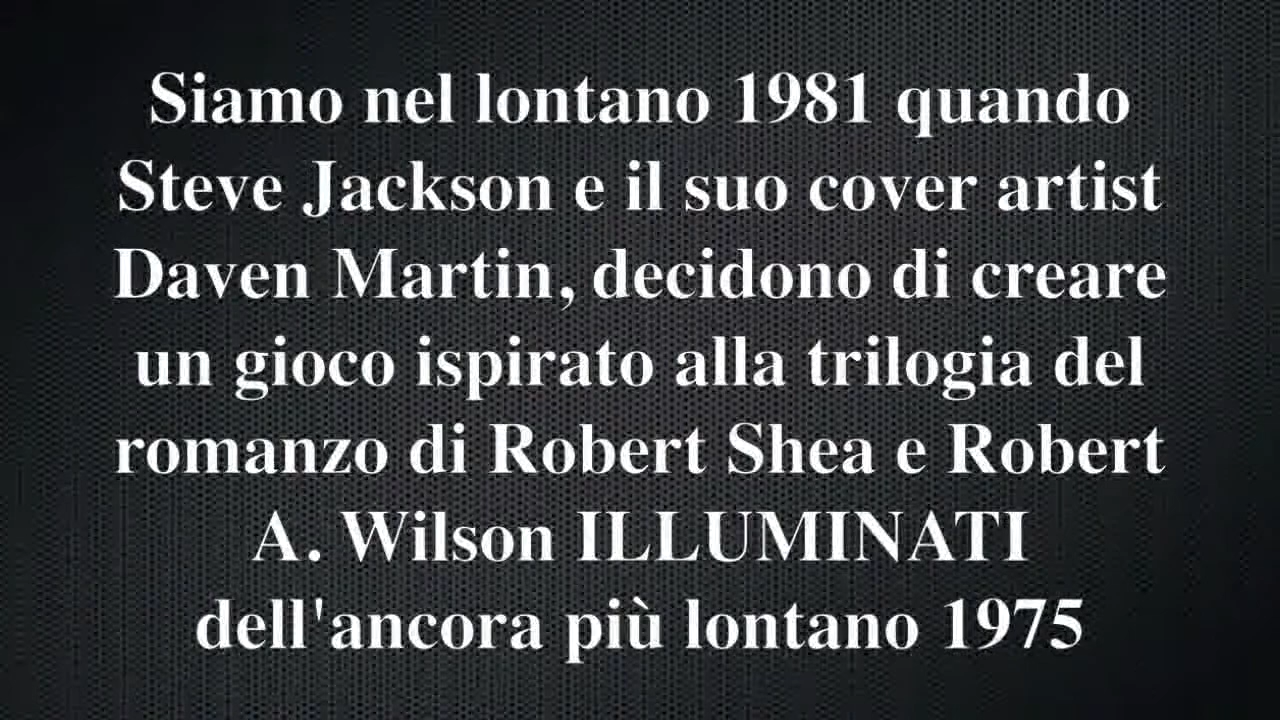 Siamo nel lontano 1981 quando
Steve Jackson e il suo cover artist
Daven Martin, decidono di creare
un gioco ispirato alla trilogia del
romanzo di Robert Shea e Robert
A. Wilson ILLUMINATI
dell'ancora più lontano 1975